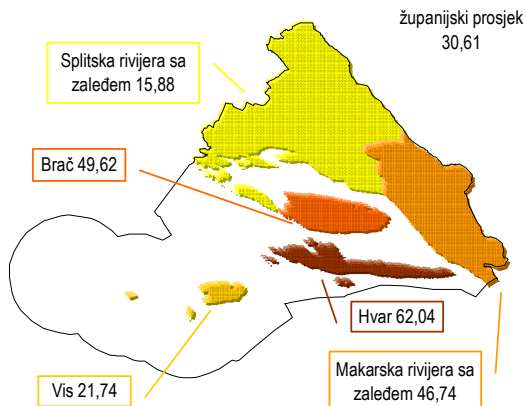 županijski prosjek
30,61
Splitska rivijera sa
zaleđem 15,88
Brač 49,62
Hvar 62,04
Vis 21,74
Makarska rivijera sa
zaleđem 46,74